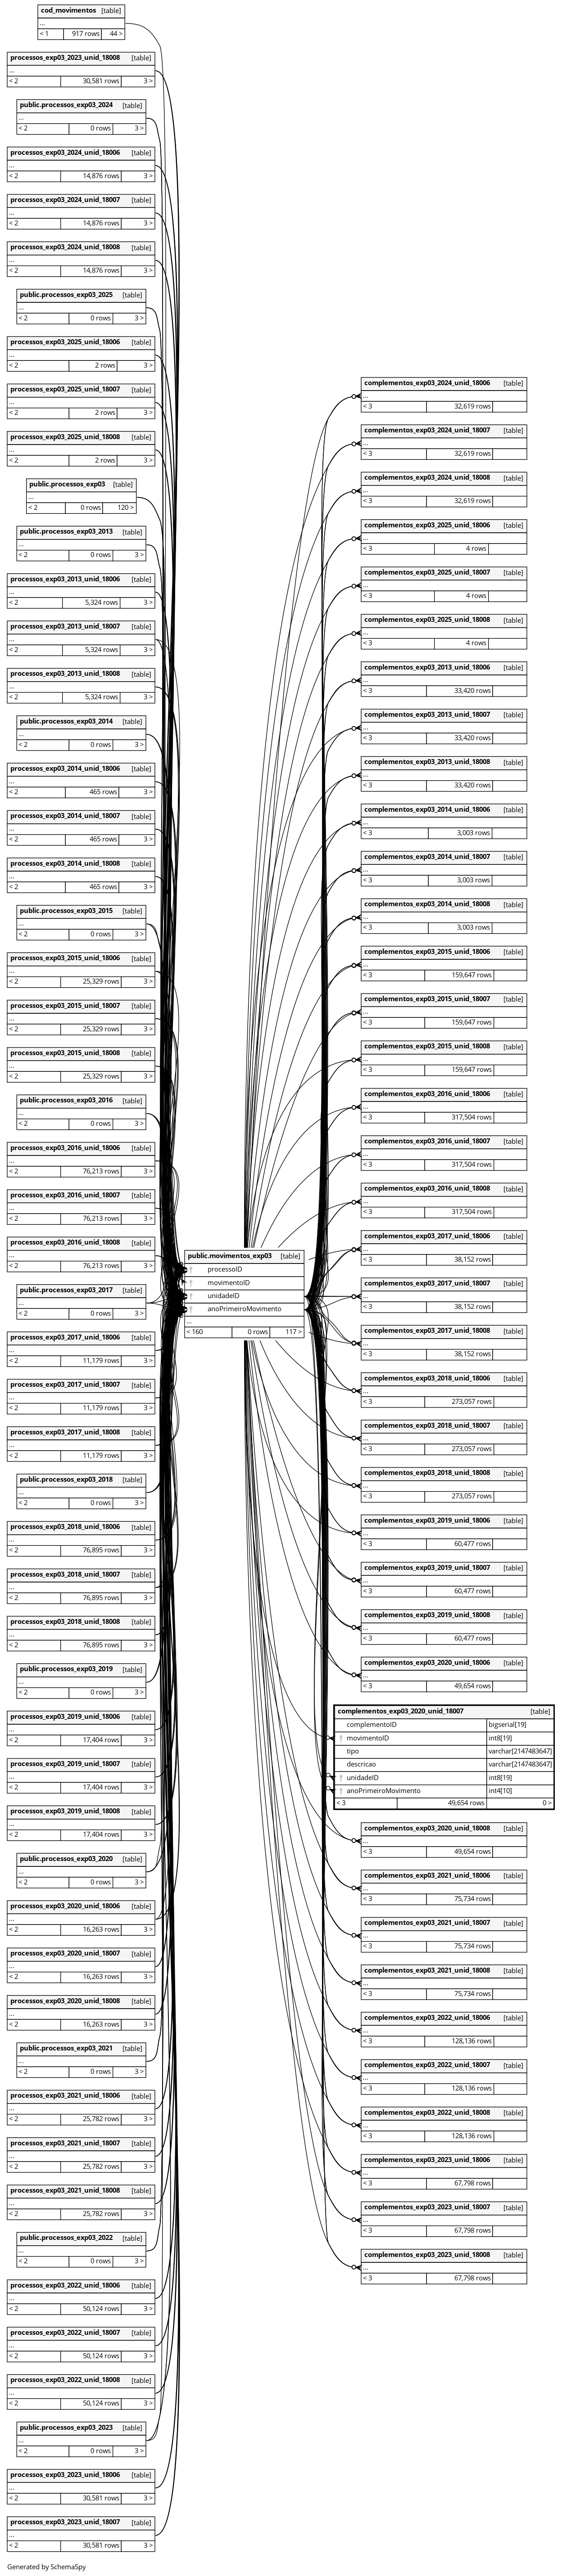 cod_movimentos [table]
...
< 1 917 rows 44 >
processos_exp03_2023_unid_18008 [table]
...
< 2 30,581 rows 3 >
public.processos_exp03_2024 [table]
...
< 2 0 rows 3 >
processos_exp03_2024_unid_18006 [table]
...
< 2 14,876 rows 3 >
processos_exp03_2024_unid_18007 [table]
...
< 2 14,876 rows 3 >
processos_exp03_2024_unid_18008 [table]
...
< 2 14,876 rows 3 >
public.processos_exp03_2025 [table]
...
< 2 0 rows 3 >
processos_exp03_2025_unid_18006 [table]
...
< 2 2 rows 3 >
processos_exp03_2025_unid_18007 [table]
...
< 2 2 rows 3 >
processos_exp03_2025_unid_18008 [table]
...
< 2 2 rows 3 >
public.processos_exp03 [table]
...
< 2 0 rows 120 >
public.processos_exp03_2013 [table]
...
< 2 0 rows 3 >
processos_exp03_2013_unid_18006 [table]
...
< 2 5,324 rows 3 >
processos_exp03_2013_unid_18007 [table]
...
< 2 5,324 rows 3 >
processos_exp03_2013_unid_18008 [table]
...
< 2 5,324 rows 3 >
public.processos_exp03_2014 [table]
...
< 2 0 rows 3 >
processos_exp03_2014_unid_18006 [table]
...
< 2 465 rows 3 >
processos_exp03_2014_unid_18007 [table]
...
< 2 465 rows 3 >
processos_exp03_2014_unid_18008 [table]
...
< 2 465 rows 3 >
public.processos_exp03_2015 [table]
...
< 2 0 rows 3 >
processos_exp03_2015_unid_18006 [table]
...
< 2 25,329 rows 3 >
processos_exp03_2015_unid_18007 [table]
...
< 2 25,329 rows 3 >
processos_exp03_2015_unid_18008 [table]
...
< 2 25,329 rows 3 >
public.processos_exp03_2016 [table]
...
< 2 0 rows 3 >
processos_exp03_2016_unid_18006 [table]
...
< 2 76,213 rows 3 >
processos_exp03_2016_unid_18007 [table]
...
< 2 76,213 rows 3 >
processos_exp03_2016_unid_18008 [table]
...
< 2 76,213 rows 3 >
public.processos_exp03_2017 [table]
...
< 2 0 rows 3 >
processos_exp03_2017_unid_18006 [table]
...
< 2 11,179 rows 3 >
processos_exp03_2017_unid_18007 [table]
...
< 2 11,179 rows 3 >
processos_exp03_2017_unid_18008 [table]
...
< 2 11,179 rows 3 >
public.processos_exp03_2018 [table]
...
< 2 0 rows 3 >
processos_exp03_2018_unid_18006 [table]
...
< 2 76,895 rows 3 >
processos_exp03_2018_unid_18007 [table]
...
< 2 76,895 rows 3 >
processos_exp03_2018_unid_18008 [table]
...
< 2 76,895 rows 3 >
public.processos_exp03_2019 [table]
...
< 2 0 rows 3 >
processos_exp03_2019_unid_18006 [table]
...
< 2 17,404 rows 3 >
processos_exp03_2019_unid_18007 [table]
...
< 2 17,404 rows 3 >
processos_exp03_2019_unid_18008 [table]
...
< 2 17,404 rows 3 >
public.processos_exp03_2020 [table]
...
< 2 0 rows 3 >
processos_exp03_2020_unid_18006 [table]
...
< 2 16,263 rows 3 >
processos_exp03_2020_unid_18007 [table]
...
< 2 16,263 rows 3 >
processos_exp03_2020_unid_18008 [table]
...
< 2 16,263 rows 3 >
public.processos_exp03_2021 [table]
...
< 2 0 rows 3 >
processos_exp03_2021_unid_18006 [table]
...
< 2 25,782 rows 3 >
processos_exp03_2021_unid_18007 [table]
...
< 2 25,782 rows 3 >
processos_exp03_2021_unid_18008 [table]
...
< 2 25,782 rows 3 >
public.processos_exp03_2022 [table]
...
< 2 0 rows 3 >
processos_exp03_2022_unid_18006 [table]
...
< 2 50,124 rows 3 >
processos_exp03_2022_unid_18007 [table]
...
< 2 50,124 rows 3 >
processos_exp03_2022_unid_18008 [table]
...
< 2 50,124 rows 3 >
public.processos_exp03_2023 [table]
...
< 2 0 rows 3 >
processos_exp03_2023_unid_18006 [table]
...
< 2 30,581 rows 3 >
processos_exp03_2023_unid_18007 [table]
...
< 2 30,581 rows 3 >
public.movimentos_exp03 [table]
processoID
movimentoID
unidadeID
anoPrimeiroMovimento
...
< 160 0 rows 117 >
complementos_exp03_2024_unid_18006 [table]
...
< 3 32,619 rows
complementos_exp03_2024_unid_18007 [table]
...
< 3 32,619 rows
complementos_exp03_2024_unid_18008 [table]
...
< 3 32,619 rows
complementos_exp03_2025_unid_18006 [table]
...
< 3 4 rows
complementos_exp03_2025_unid_18007 [table]
...
< 3 4 rows
complementos_exp03_2025_unid_18008 [table]
...
< 3 4 rows
complementos_exp03_2013_unid_18006 [table]
...
< 3 33,420 rows
complementos_exp03_2013_unid_18007 [table]
...
< 3 33,420 rows
complementos_exp03_2013_unid_18008 [table]
...
< 3 33,420 rows
complementos_exp03_2014_unid_18006 [table]
...
< 3 3,003 rows
complementos_exp03_2014_unid_18007 [table]
...
< 3 3,003 rows
complementos_exp03_2014_unid_18008 [table]
...
< 3 3,003 rows
complementos_exp03_2015_unid_18006 [table]
...
< 3 159,647 rows
complementos_exp03_2015_unid_18007 [table]
...
< 3 159,647 rows
complementos_exp03_2015_unid_18008 [table]
...
< 3 159,647 rows
complementos_exp03_2016_unid_18006 [table]
...
< 3 317,504 rows
complementos_exp03_2016_unid_18007 [table]
...
< 3 317,504 rows
complementos_exp03_2016_unid_18008 [table]
...
< 3 317,504 rows
complementos_exp03_2017_unid_18006 [table]
...
< 3 38,152 rows
complementos_exp03_2017_unid_18007 [table]
...
< 3 38,152 rows
complementos_exp03_2017_unid_18008 [table]
...
< 3 38,152 rows
complementos_exp03_2018_unid_18006 [table]
...
< 3 273,057 rows
complementos_exp03_2018_unid_18007 [table]
...
< 3 273,057 rows
complementos_exp03_2018_unid_18008 [table]
...
< 3 273,057 rows
complementos_exp03_2019_unid_18006 [table]
...
< 3 60,477 rows
complementos_exp03_2019_unid_18007 [table]
...
< 3 60,477 rows
complementos_exp03_2019_unid_18008 [table]
...
< 3 60,477 rows
complementos_exp03_2020_unid_18006 [table]
...
< 3 49,654 rows
complementos_exp03_2020_unid_18007 [table]
complementoID bigserial[19]
movimentoID int8[19]
tipo varchar[2147483647]
descricao varchar[2147483647]
unidadeID int8[19]
anoPrimeiroMovimento int4[10]
< 3 49,654 rows 0 >
complementos_exp03_2020_unid_18008 [table]
...
< 3 49,654 rows
complementos_exp03_2021_unid_18006 [table]
...
< 3 75,734 rows
complementos_exp03_2021_unid_18007 [table]
...
< 3 75,734 rows
complementos_exp03_2021_unid_18008 [table]
...
< 3 75,734 rows
complementos_exp03_2022_unid_18006 [table]
...
< 3 128,136 rows
complementos_exp03_2022_unid_18007 [table]
...
< 3 128,136 rows
complementos_exp03_2022_unid_18008 [table]
...
< 3 128,136 rows
complementos_exp03_2023_unid_18006 [table]
...
< 3 67,798 rows
complementos_exp03_2023_unid_18007 [table]
...
< 3 67,798 rows
complementos_exp03_2023_unid_18008 [table]
...
< 3 67,798 rows
Generated by SchemaSpy